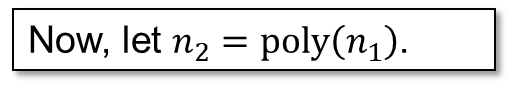 Now, let n₂ = poly(n₁).